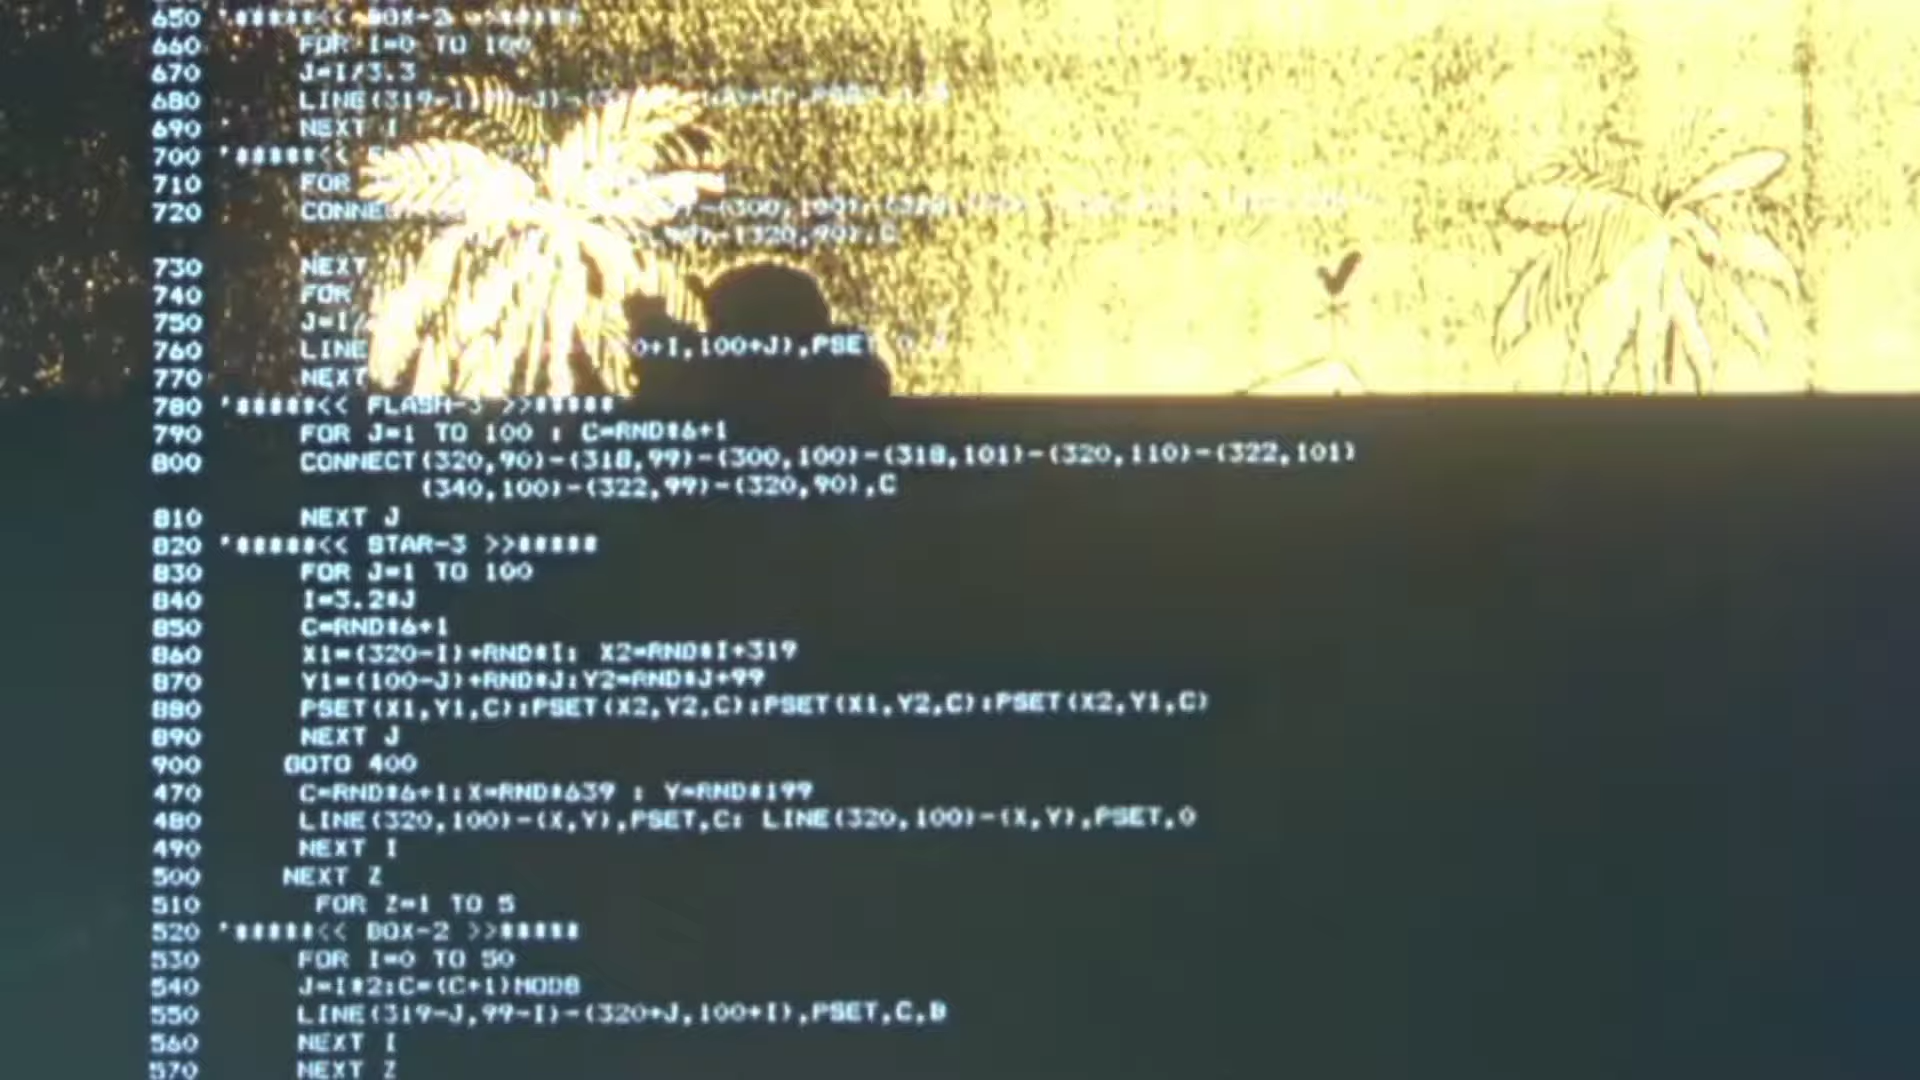 650 '#####<< BOX-2 >>#####
660 FOR I=0 TO 100
670 J=I/3.3
680 LINE(319-I,
690 ' NEXT I
700 '#####<<
710 FOR
720 CONNECT -(300,100)-
-(320,90),C
730 NEXT
740 FOR
750 J=I/
760 LINE 0+I,100+J),PSET
770 NEXT
780 '#####<< FLASH-3 >>#####
790 FOR J=1 TO 100 : C=RND*6+1
800 CONNECT(320,90)-(318,99)-(300,100)-(318,101)-(320,110)-(322,101)
(340,100)-(322,99)-(320,90),C
810 NEXT J
820 '#####<< STAR-3 >>#####
830 FOR J=1 TO 100
840 I=3.2*J
850 C=RND*6+1
860 X1=(320-I)+RND*I: X2=RND*I+319
870 Y1=(100-J)+RND*J:Y2=RND*J+99
880 PSET(X1,Y1,C):PSET(X2,Y2,C):PSET(X1,Y2,C):PSET(X2,Y1,C)
890 NEXT J
900 GOTO 400
470 C=RND*6+1:X=RND*639 : Y=RND*199
480 LINE(320,100)-(X,Y),PSET,C: LINE(320,100)-(X,Y),PSET,0
490 NEXT I
500 NEXT Z
510 FOR Z=1 TO 5
520 '#####<< BOX-2 >>#####
530 FOR I=0 TO 50
540 J=I*2:C=(C+1)MOD8
550 LINE(319-J,99-I)-(320+J,100+I),PSET,C,B
560 NEXT I
570 NEXT Z